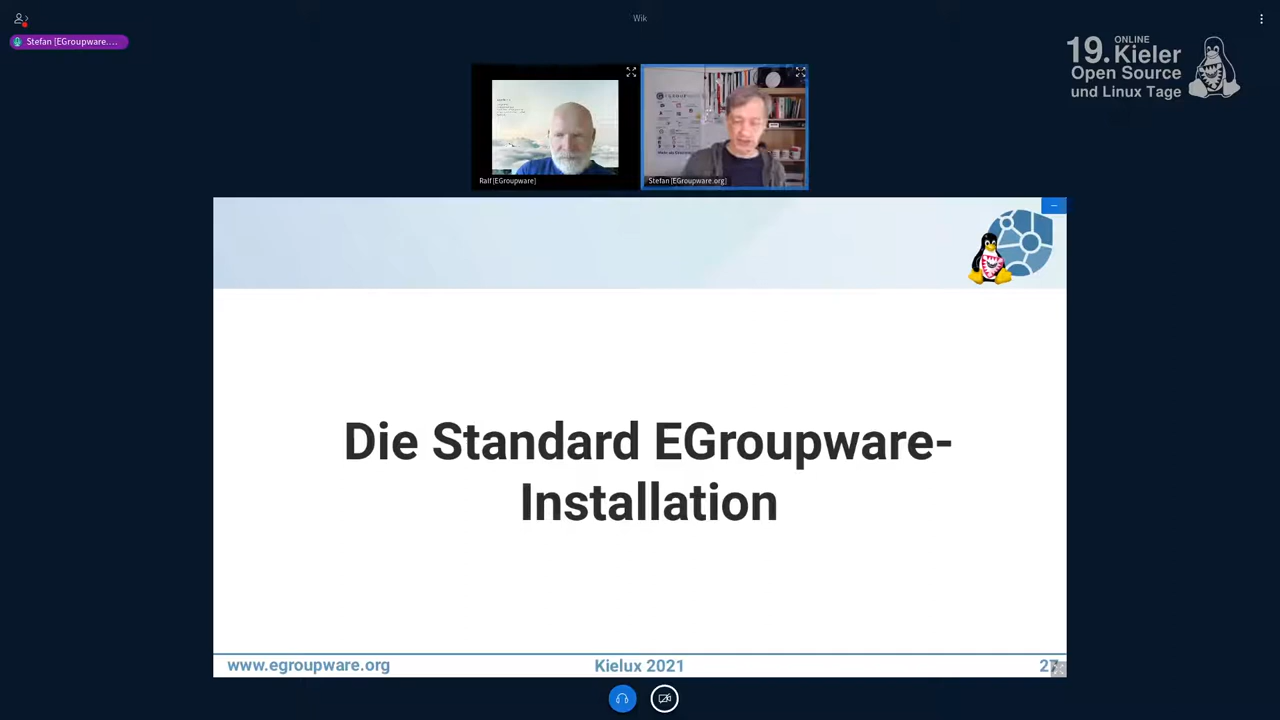 Wik
Stefan [EGroupware....
ONLINE
19. Kieler
Open Source
und Linux Tage
Ralf [EGroupware]
Stefan [EGroupware.org]
Die Standard EGroupware-
Installation
www.egroupware.org
Kielux 2021
27